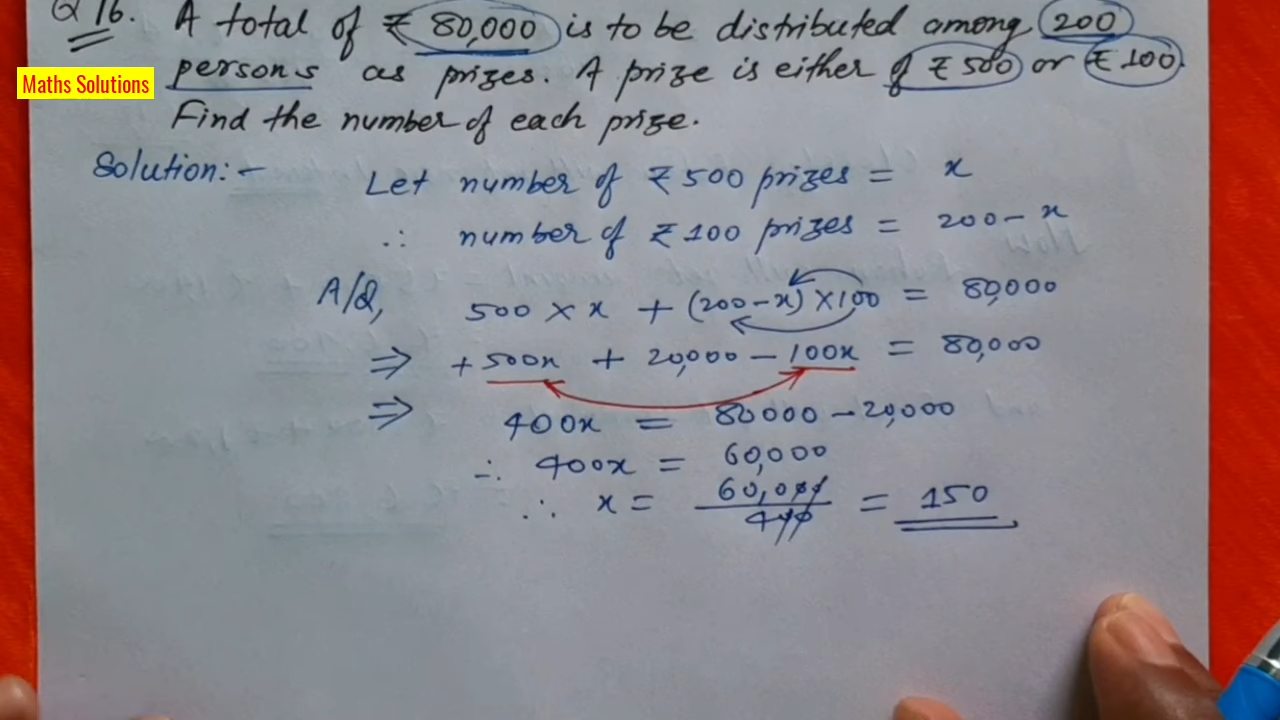 Q 16. A total of ₹ 80,000 is to be distributed among 200
Maths Solutions
persons as prizes. A prize is either of ₹ 500 or ₹ 100.
Find the number of each prize.
Solution:-
Let number of ₹ 500 prizes = x
∴ number of ₹ 100 prizes = 200 - x
A/Q, 500 × x + (200 - x) × 100 = 80,000
⇒ + 500x + 20,000 - 100x = 80,000
⇒ 400x = 80000 - 20,000
∴ 400x = 60,000
∴ x = 60,000 / 400 = 150